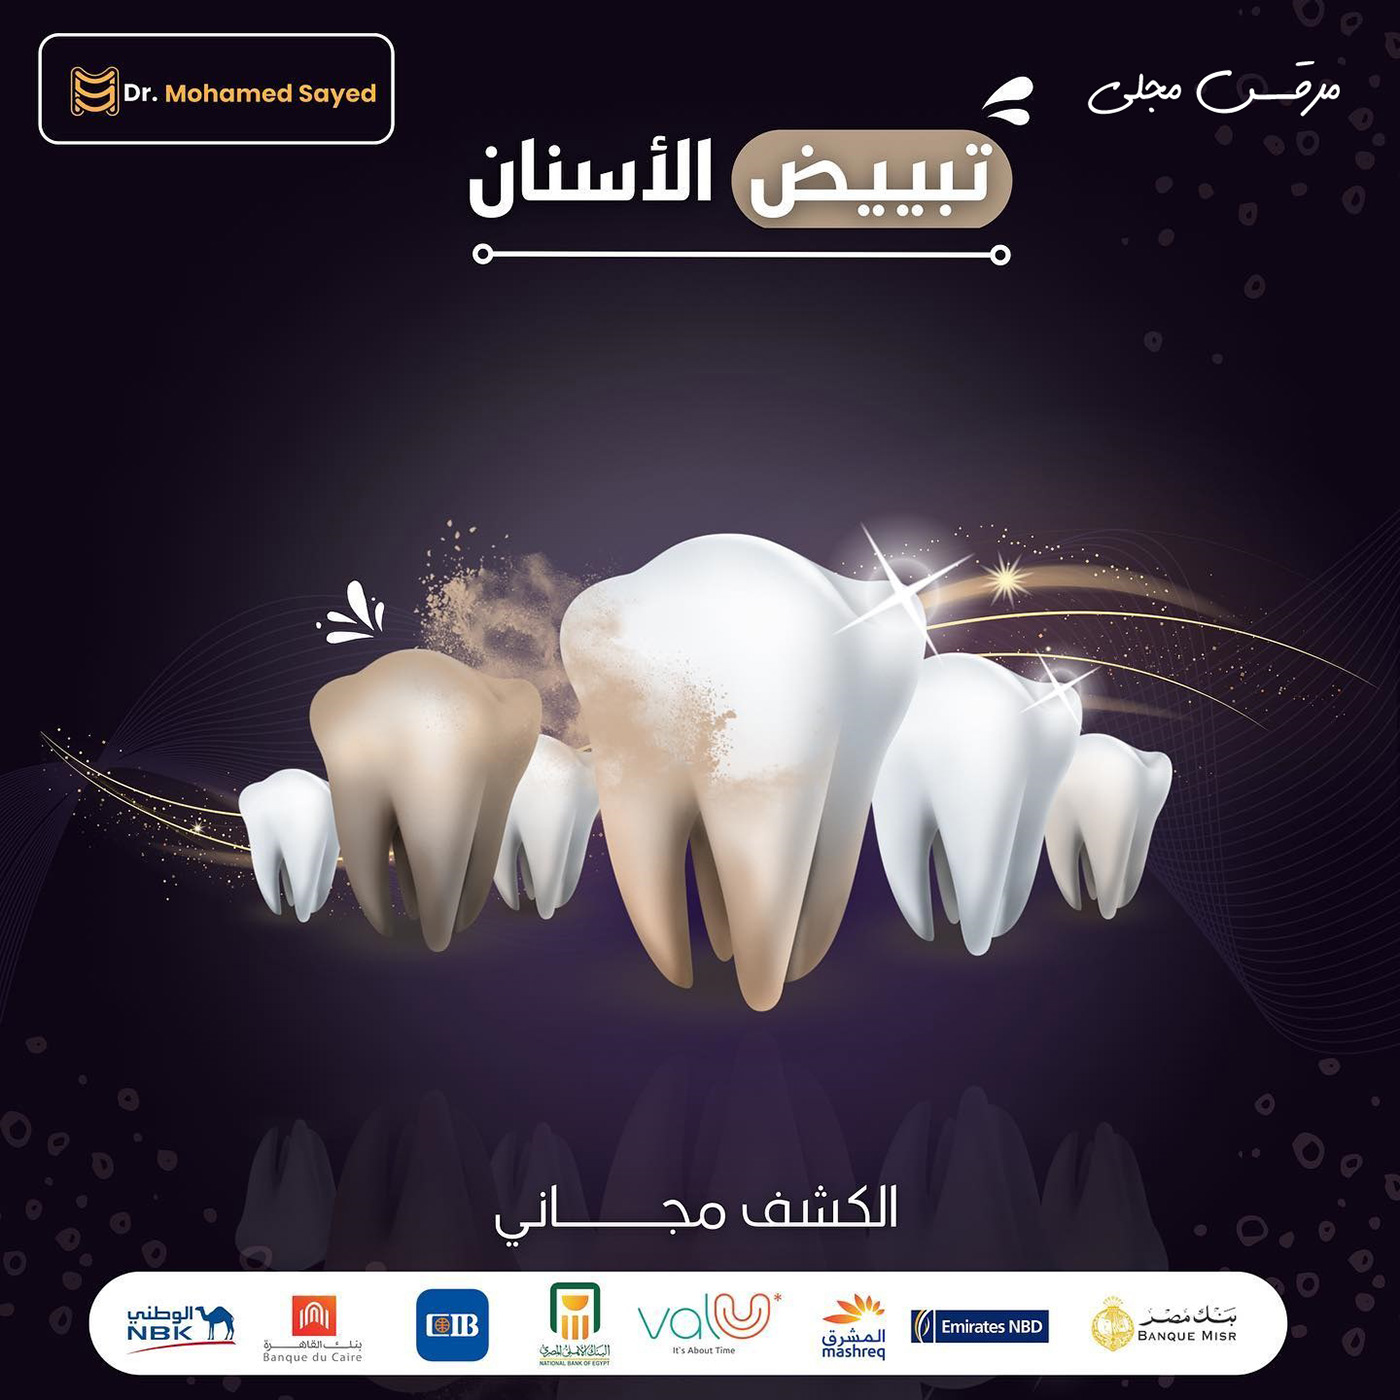 Dr. Mohamed Sayed
مرقس مجلى
تبييض الأسنان
الكشف مجاني
الوطني
NBK
بنك القاهرة
Banque du Caire
CIB
البنك الأهلي المصري
NATIONAL BANK OF EGYPT
valU*
It's About Time
المشرق
mashreq
Emirates NBD
بنك مصر
BANQUE MISR